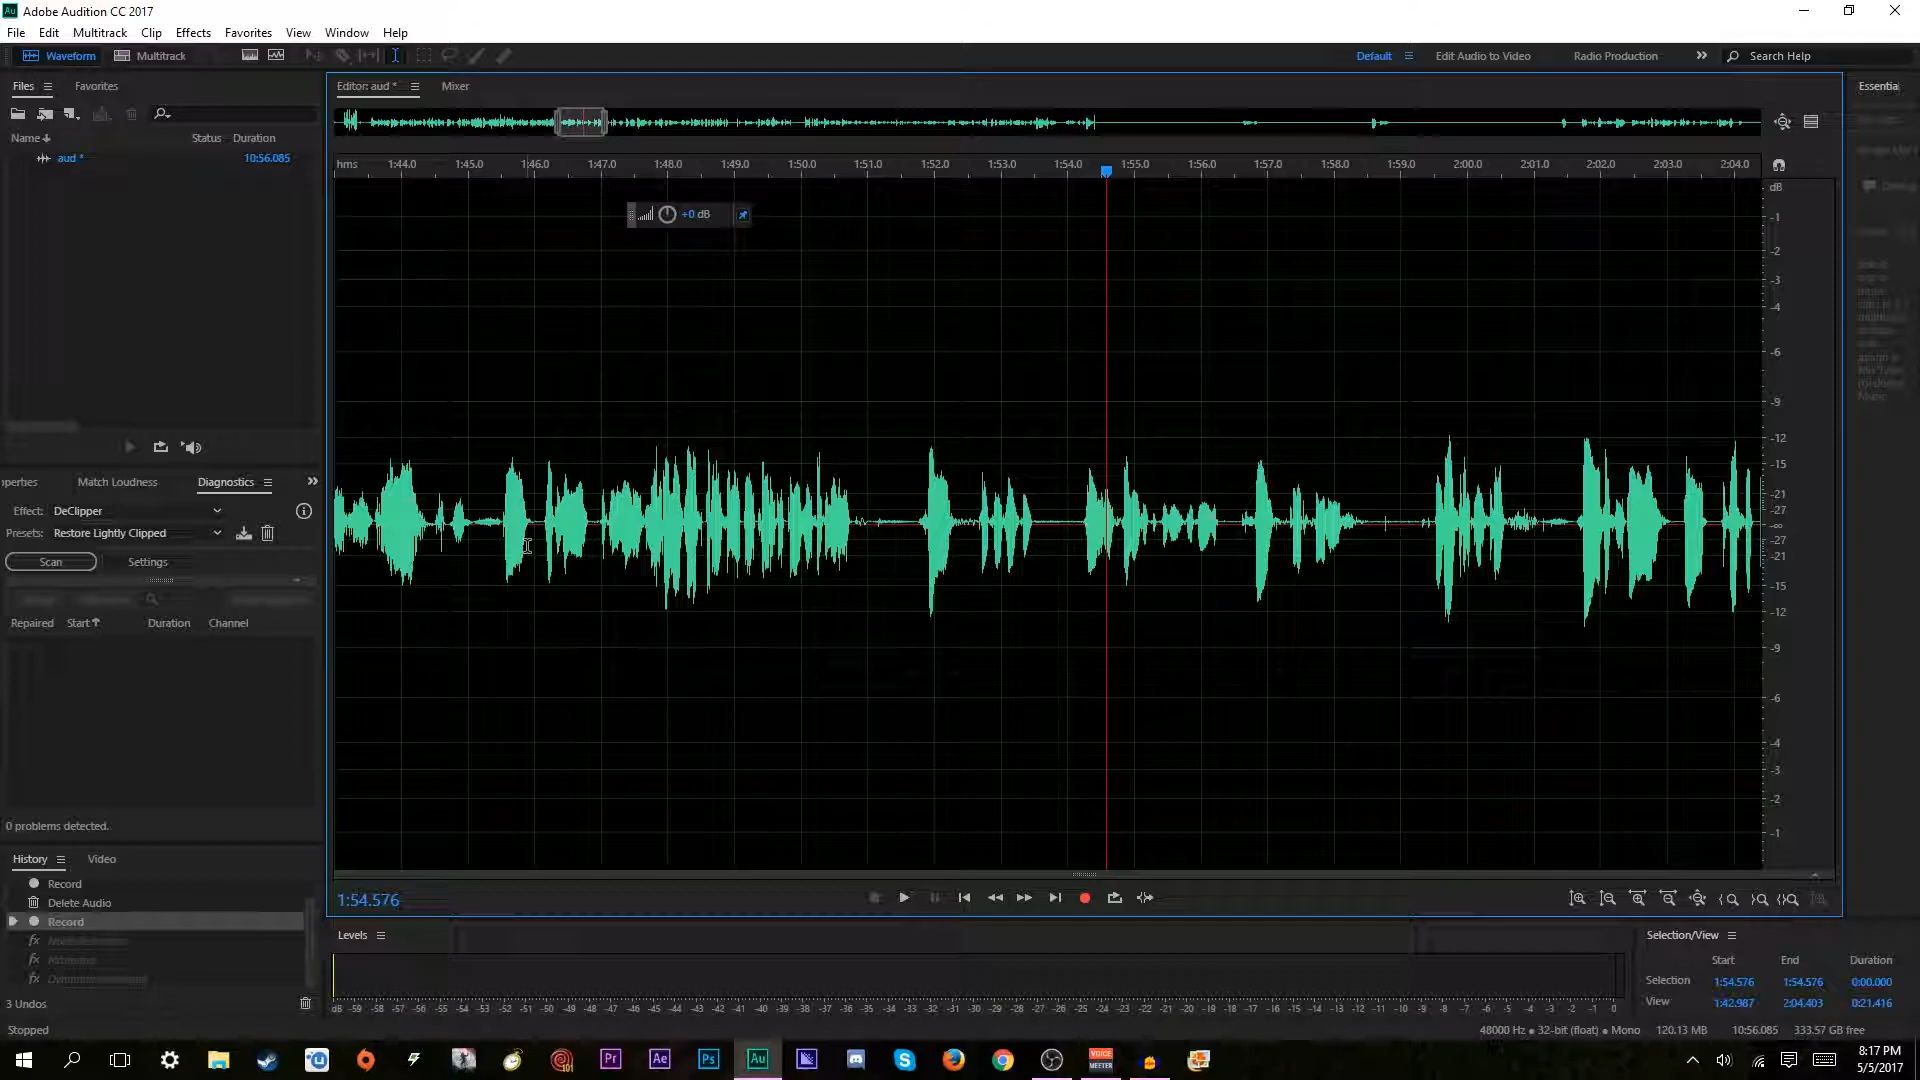 Adobe Audition CC 2017
File Edit Multitrack Clip Effects Favorites View Window Help
Waveform Multitrack Default Edit Audio to Video Radio Production Search Help
Files Favorites
Editor: aud * Mixer
Essentia
Name Status Duration
aud * 10:56.085
hms 1:44.0 1:45.0 1:46.0 1:47.0 1:48.0 1:49.0 1:50.0 1:51.0 1:52.0 1:53.0 1:54.0 1:55.0 1:56.0 1:57.0 1:58.0 1:59.0 2:00.0 2:01.0 2:02.0 2:03.0 2:04.0
dB
+0 dB
-1
-2
-3
-4
-6
-9
-12
-15
-21
-27
-∞
-27
-21
-15
-12
-9
-6
-4
-3
-2
-1
operties Match Loudness Diagnostics
Effect: DeClipper
Presets: Restore Lightly Clipped
Scan Settings
Repaired Start Duration Channel
0 problems detected.
History Video
Record
Delete Audio
Record
3 Undos
Stopped
1:54.576
Levels
dB -59 -58 -57 -56 -55 -54 -53 -52 -51 -50 -49 -48 -47 -46 -45 -44 -43 -42 -41 -40 -39 -38 -37 -36 -35 -34 -33 -32 -31 -30 -29 -28 -27 -26 -25 -24 -23 -22 -21 -20 -19 -18 -17 -16 -15 -14 -13 -12 -11 -10 -9 -8 -7 -6 -5 -4 -3 -2 -1 0
Selection/View
Start End Duration
Selection 1:54.576 1:54.576 0:00.000
View 1:42.987 2:04.403 0:21.416
48000 Hz • 32-bit (float) • Mono 120.13 MB 10:56.085 333.57 GB free
Pr Ae Ps Au
VOICE
MEETER
8:17 PM
5/5/2017